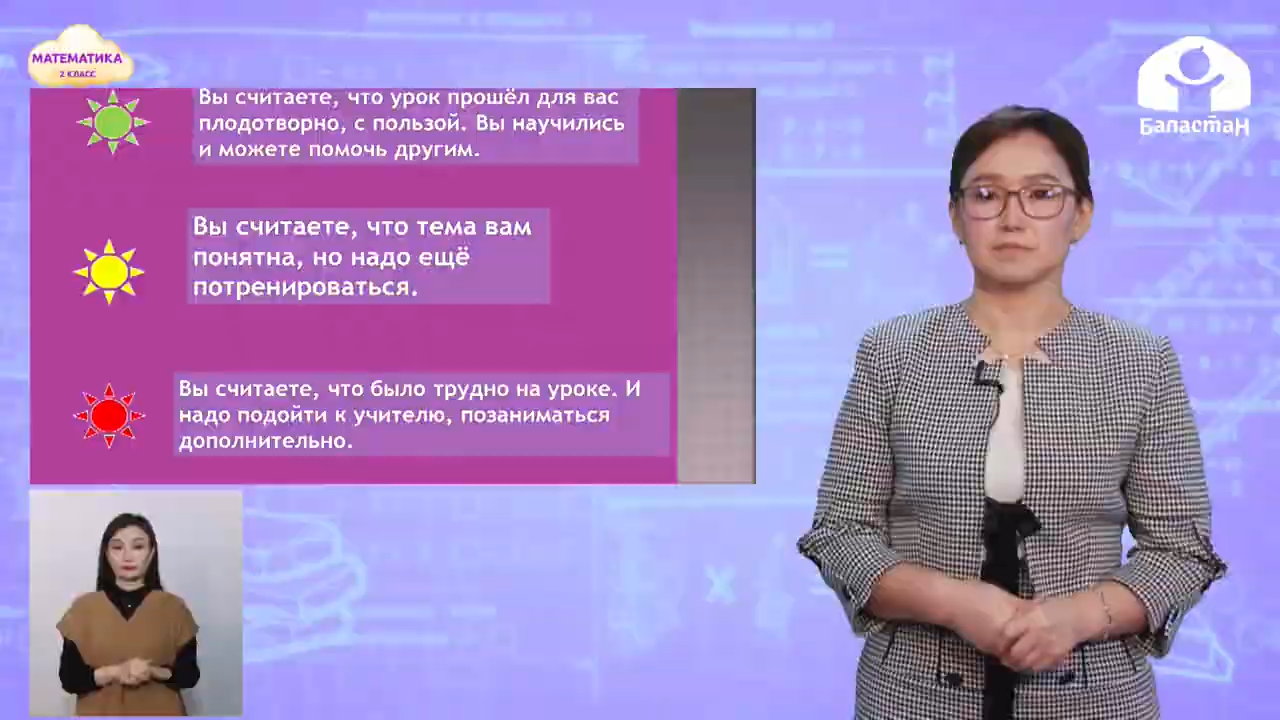 МАТЕМАТИКА
2 КЛАСС
Баластан
Вы считаете, что урок прошёл для вас
плодотворно, с пользой. Вы научились
и можете помочь другим.
Вы считаете, что тема вам
понятна, но надо ещё
потренироваться.
Вы считаете, что было трудно на уроке. И
надо подойти к учителю, позаниматься
дополнительно.